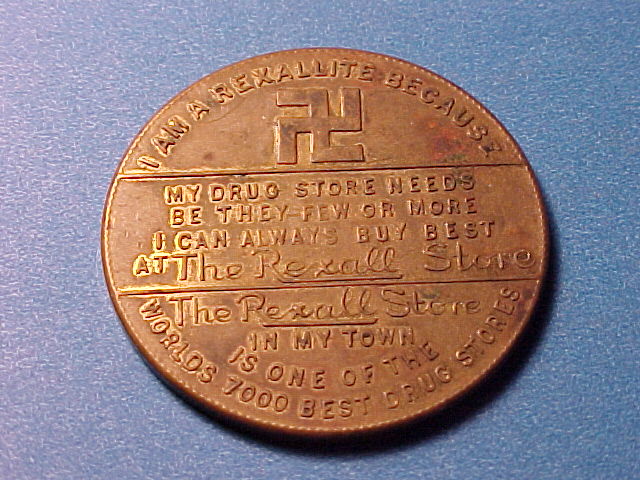 I AM A REXALLITE BECAUSE
MY DRUG STORE NEEDS
BE THEY FEW OR MORE
I CAN ALWAYS BUY BEST
AT The Rexall Store
The Rexall Store
IN MY TOWN
IS ONE OF THE
WORLDS 7000 BEST DRUG STORES